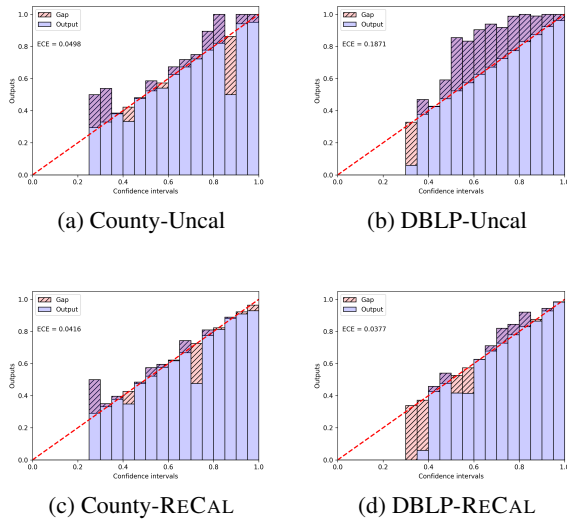 1.0
0.8
0.6
0.4
0.2
0.0
Outputs
Gap
Output
ECE = 0.0498
0.0 0.2 0.4 0.6 0.8 1.0
Confidence intervals
(a) County-Uncal
1.0
0.8
0.6
0.4
0.2
0.0
Outputs
Gap
Output
ECE = 0.1871
0.0 0.2 0.4 0.6 0.8 1.0
Confidence intervals
(b) DBLP-Uncal
1.0
0.8
0.6
0.4
0.2
0.0
Outputs
Gap
Output
ECE = 0.0416
0.0 0.2 0.4 0.6 0.8 1.0
Confidence intervals
(c) County-RECAL
1.0
0.8
0.6
0.4
0.2
0.0
Outputs
Gap
Output
ECE = 0.0377
0.0 0.2 0.4 0.6 0.8 1.0
Confidence intervals
(d) DBLP-RECAL